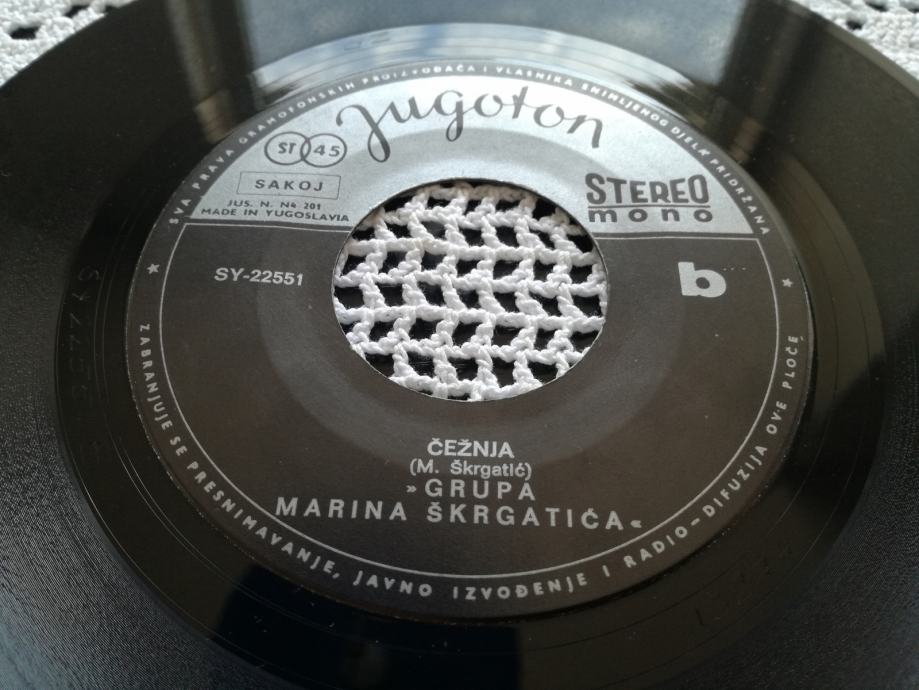 SVA PRAVA GRAMOFONSKIH PROIZVOĐAČA I VLASNIKA SNIMLJENOG DJELA PRIDRŽANA
jugoton
ST 45
SAKOJ
JUS. N. N4. 201
MADE IN YUGOSLAVIA
STEREO
mono
SY-22551
b
ČEŽNJA
(M. Škrgatić)
»GRUPA
MARINA ŠKRGATIĆA«
ZABRANJUJE SE PRESNIMAVANJE, JAVNO IZVOĐENJE I RADIO-DIFUZIJA OVE PLOČE